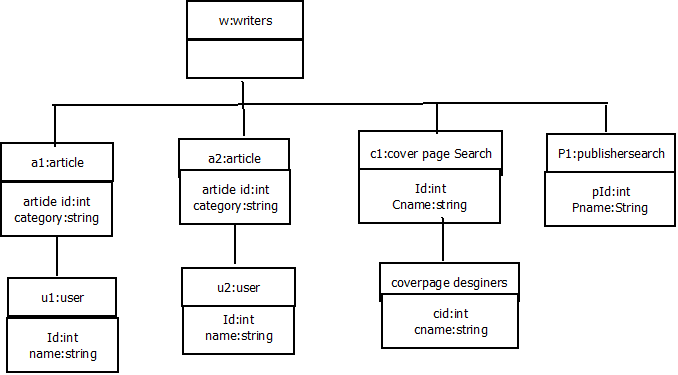 w:writers
a1:article
a2:article
c1:cover page Search
P1:publishersearch
artide id:int
category:string
artide id:int
category:string
Id:int
Cname:string
pId:int
Pname:String
u1:user
u2:user
coverpage desginers
Id:int
name:string
Id:int
name:string
cid:int
cname:string